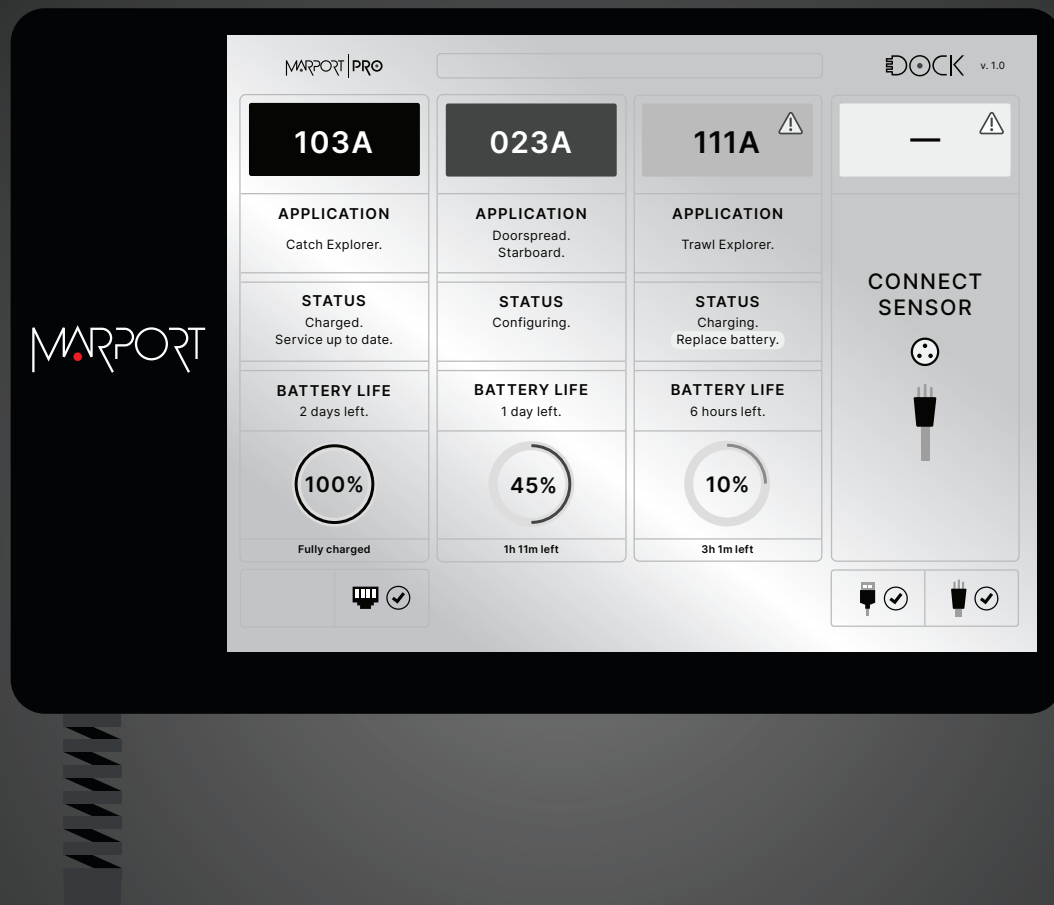 MARPORT
MARPORT|PRO
DOCK v. 1.0
103A
APPLICATION
Catch Explorer.
STATUS
Charged.
Service up to date.
BATTERY LIFE
2 days left.
100%
Fully charged
023A
APPLICATION
Doorspread.
Starboard.
STATUS
Configuring.
BATTERY LIFE
1 day left.
45%
1h 11m left
111A
APPLICATION
Trawl Explorer.
STATUS
Charging.
Replace battery.
BATTERY LIFE
6 hours left.
10%
3h 1m left
—
CONNECT
SENSOR